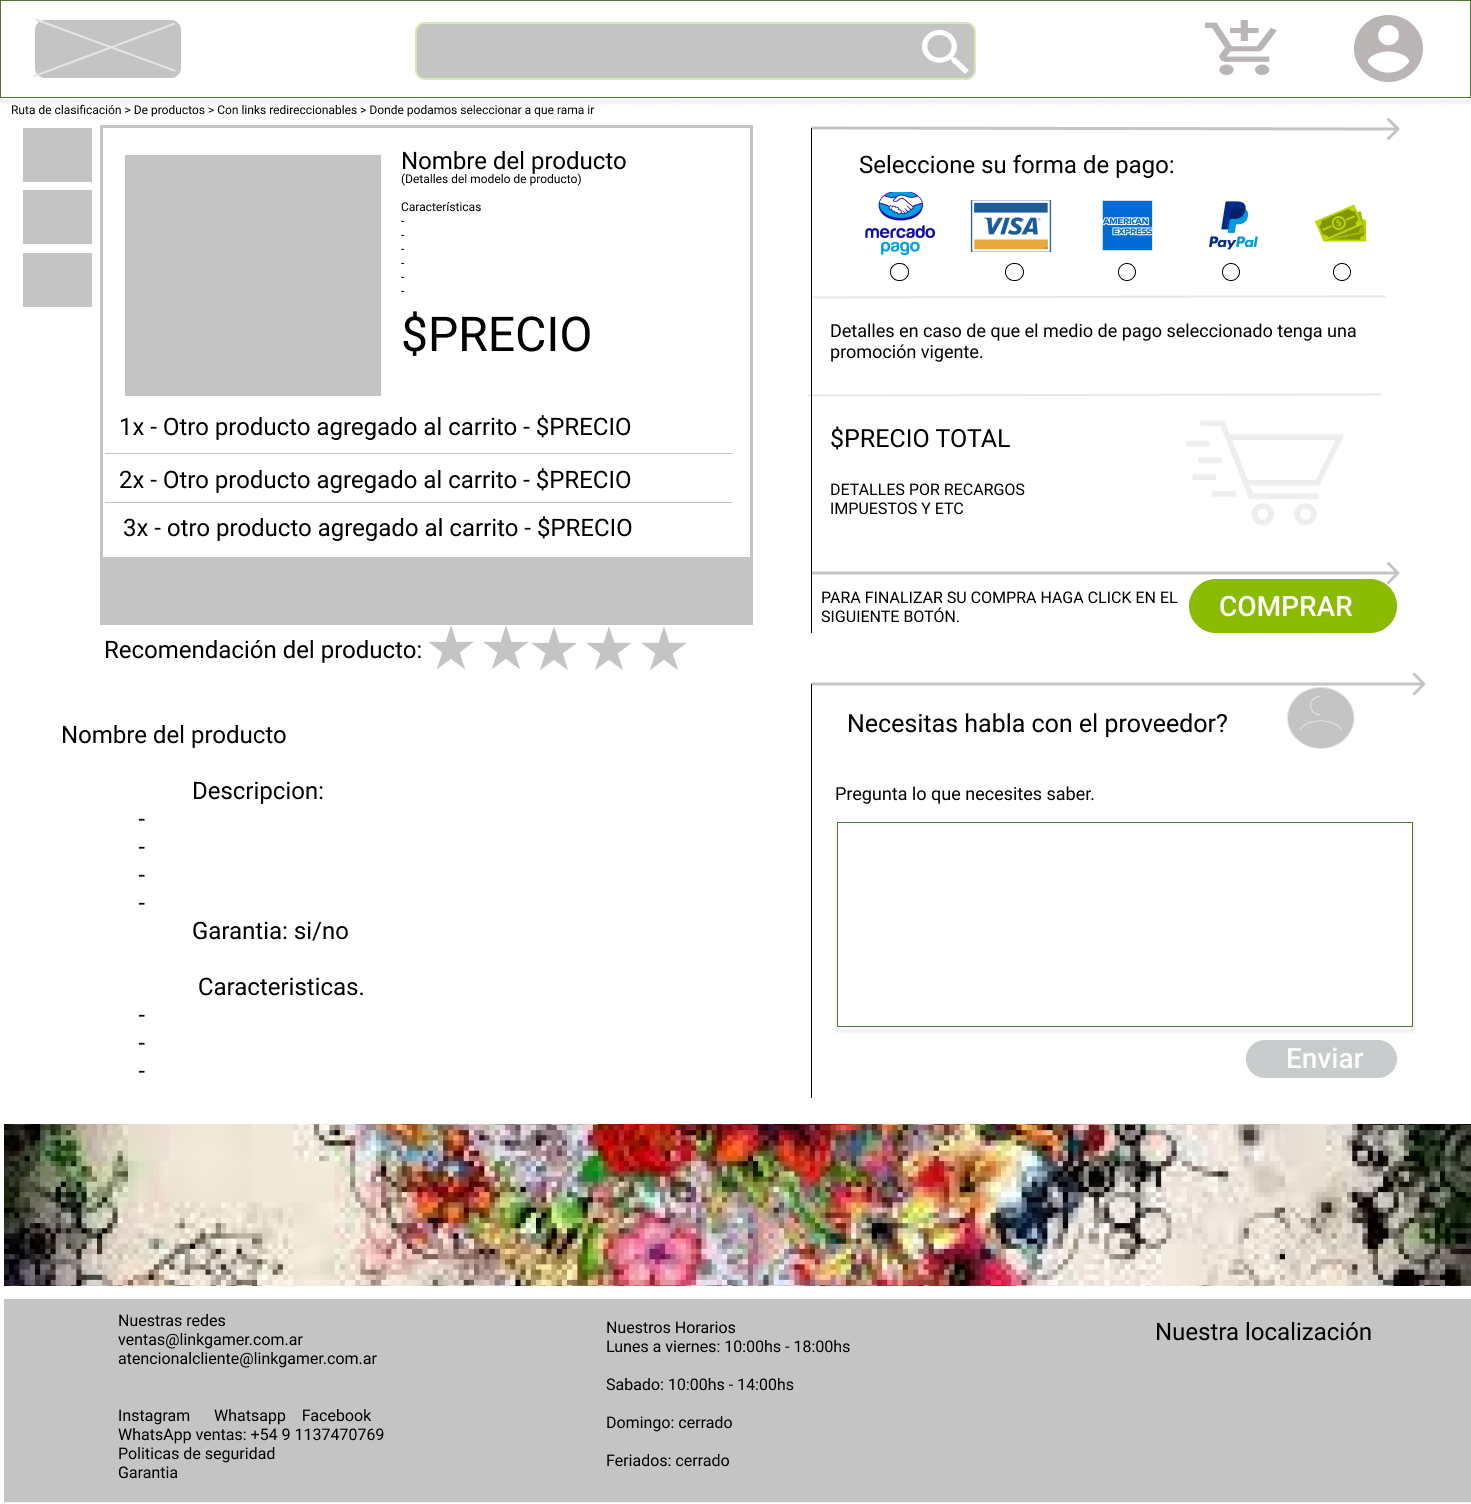 Ruta de clasificación > De productos > Con links redireccionables > Donde podamos seleccionar a que rama ir
Nombre del producto
(Detalles del modelo de producto)
Características
-
-
-
-
-
-
$PRECIO
1x - Otro producto agregado al carrito - $PRECIO
2x - Otro producto agregado al carrito - $PRECIO
3x - otro producto agregado al carrito - $PRECIO
Recomendación del producto:
Nombre del producto
Descripcion:
-
-
-
-
Garantia: si/no
Caracteristicas.
-
-
-
Seleccione su forma de pago:
mercado
pago
VISA
AMERICAN
EXPRESS
PayPal
Detalles en caso de que el medio de pago seleccionado tenga una
promoción vigente.
$PRECIO TOTAL
DETALLES POR RECARGOS
IMPUESTOS Y ETC
PARA FINALIZAR SU COMPRA HAGA CLICK EN EL
SIGUIENTE BOTÓN.
COMPRAR
Necesitas habla con el proveedor?
Pregunta lo que necesites saber.
Enviar
Nuestras redes
ventas@linkgamer.com.ar
atencionalcliente@linkgamer.com.ar
Instagram Whatsapp Facebook
WhatsApp ventas: +54 9 1137470769
Politicas de seguridad
Garantia
Nuestros Horarios
Lunes a viernes: 10:00hs - 18:00hs
Sabado: 10:00hs - 14:00hs
Domingo: cerrado
Feriados: cerrado
Nuestra localización